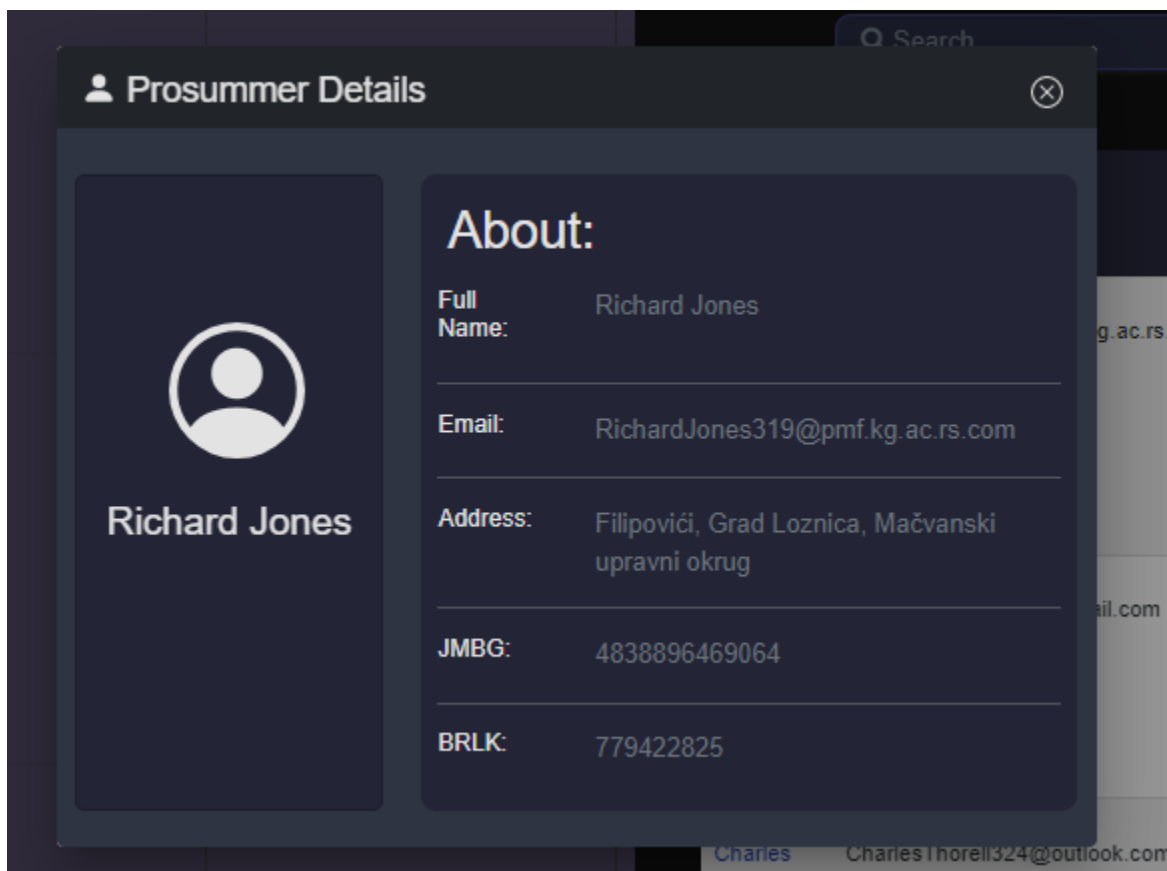 Search
Prosummer Details
About:
Full
Name:
Richard Jones
g.ac.rs.
Email:
RichardJones319@pmf.kg.ac.rs.com
Richard Jones
Address:
Filipovići, Grad Loznica, Mačvanski
upravni okrug
ail.com
JMBG:
4838896469064
BRLK:
779422825
Charles
CharlesThorell324@outlook.com